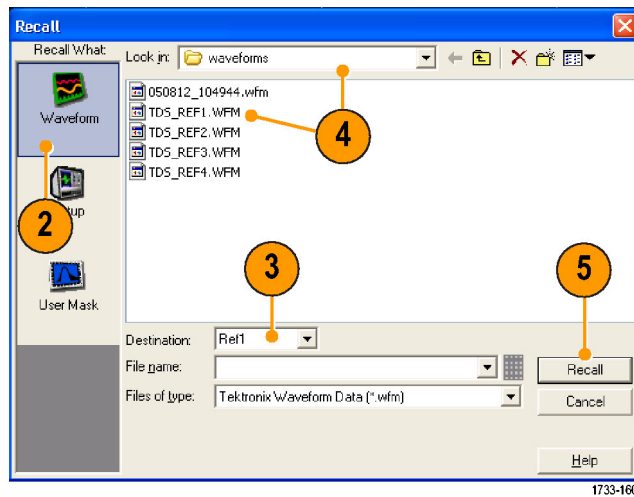 Recall
Recall What:
Look in:
waveforms
Waveform
050812_104944.wfm
TDS_REF1.WFM
TDS_REF2.WFM
TDS_REF3.WFM
TDS_REF4.WFM
4
2
up
User Mask
3
5
Destination:
Ref1
File name:
Recall
Files of type:
Tektronix Waveform Data (*.wfm)
Cancel
Help
1733-166